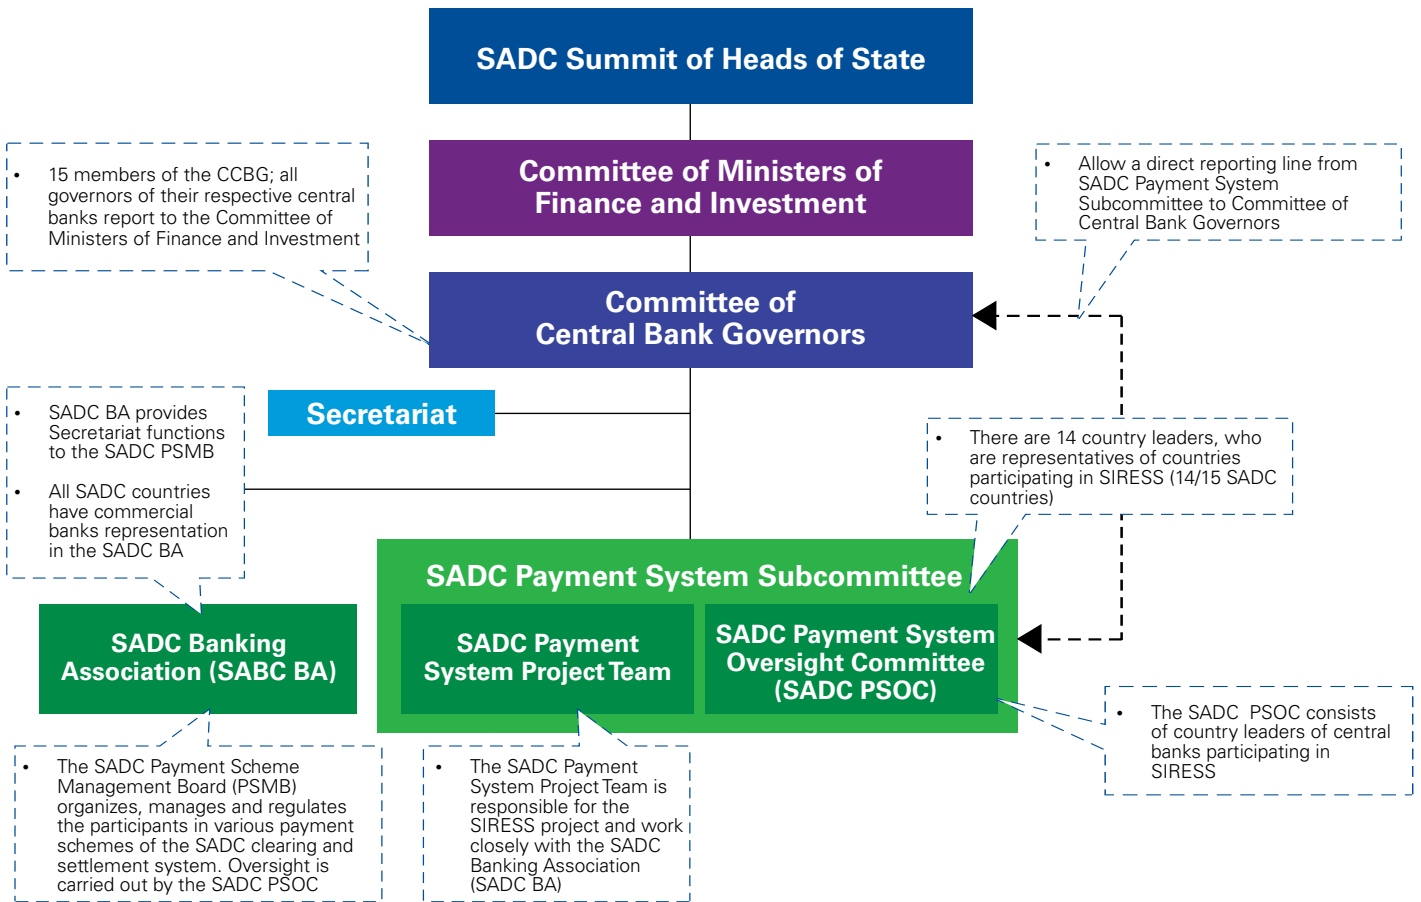 SADC Summit of Heads of State
Committee of Ministers of
Finance and Investment
• 15 members of the CCBG; all
governors of their respective central
banks report to the Committee of
Ministers of Finance and Investment
• Allow a direct reporting line from
SADC Payment System
Subcommittee to Committee of
Central Bank Governors
Committee of
Central Bank Governors
Secretariat
• SADC BA provides
Secretariat functions
to the SADC PSMB
• All SADC countries
have commercial
banks representation
in the SADC BA
• There are 14 country leaders, who
are representatives of countries
participating in SIRESS (14/15 SADC
countries)
SADC Payment System Subcommittee
SADC Banking
Association (SABC BA)
SADC Payment
System Project Team
SADC Payment System
Oversight Committee
(SADC PSOC)
• The SADC Payment Scheme
Management Board (PSMB)
organizes, manages and regulates
the participants in various payment
schemes of the SADC clearing and
settlement system. Oversight is
carried out by the SADC PSOC
• The SADC Payment
System Project Team is
responsible for the
SIRESS project and work
closely with the SADC
Banking Association
(SADC BA)
• The SADC PSOC consists
of country leaders of central
banks participating in
SIRESS